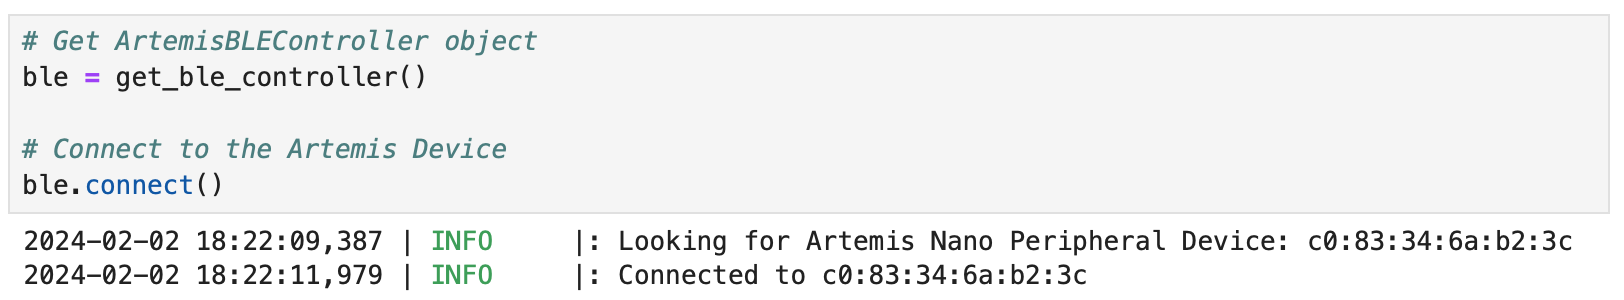 # Get ArtemisBLEController object
ble = get_ble_controller()
# Connect to the Artemis Device
ble.connect()
2024-02-02 18:22:09,387 | INFO     |: Looking for Artemis Nano Peripheral Device: c0:83:34:6a:b2:3c
2024-02-02 18:22:11,979 | INFO     |: Connected to c0:83:34:6a:b2:3c